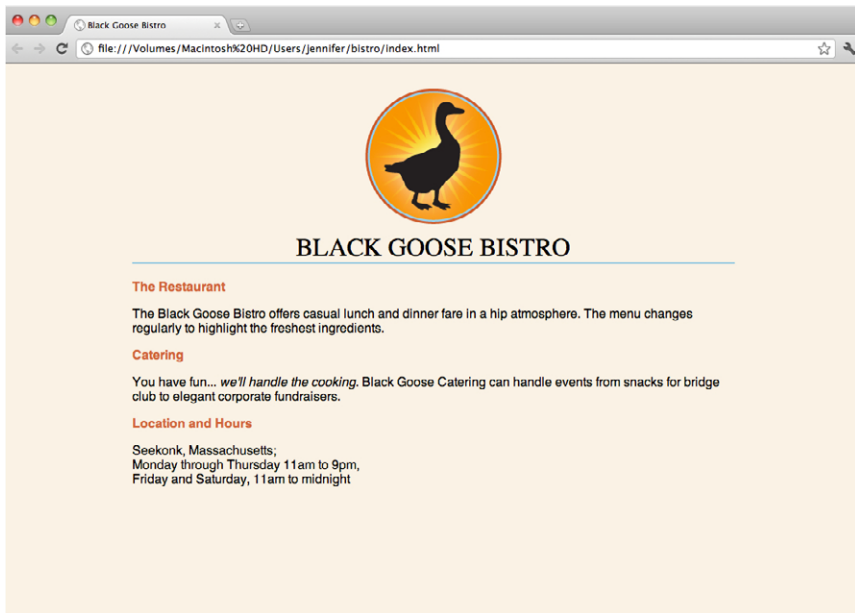 Black Goose Bistro
file:///Volumes/Macintosh%20HD/Users/jennifer/bistro/index.html
BLACK GOOSE BISTRO
The Restaurant
The Black Goose Bistro offers casual lunch and dinner fare in a hip atmosphere. The menu changes
regularly to highlight the freshest ingredients.
Catering
You have fun... we'll handle the cooking. Black Goose Catering can handle events from snacks for bridge
club to elegant corporate fundraisers.
Location and Hours
Seekonk, Massachusetts;
Monday through Thursday 11am to 9pm,
Friday and Saturday, 11am to midnight